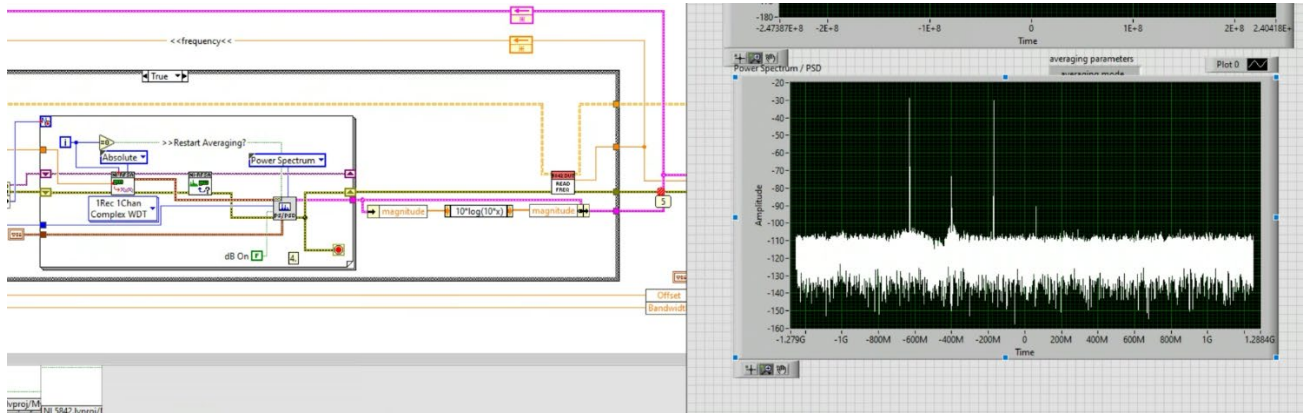 <<frequency<<
True
i
=0
>>Restart Averaging?
Absolute
Power Spectrum
1Rec 1Chan
Complex WDT
PS/PSD
dB On
F
4.
magnitude
10*log(10*x)
magnitude
READ
FREQ
5
Offset
Bandwidt
-180
-2.47387E+8
-2E+8
-1E+8
0
1E+8
2E+8
2.40418E+
Time
averaging parameters
averaging mode
Power Spectrum / PSD
Plot 0
Amplitude
-20
-30
-40
-50
-60
-70
-80
-90
-100
-110
-120
-130
-140
-150
-160
-1.279G
-1G
-800M
-600M
-400M
-200M
0
200M
400M
600M
800M
1G
1.2884G
Time